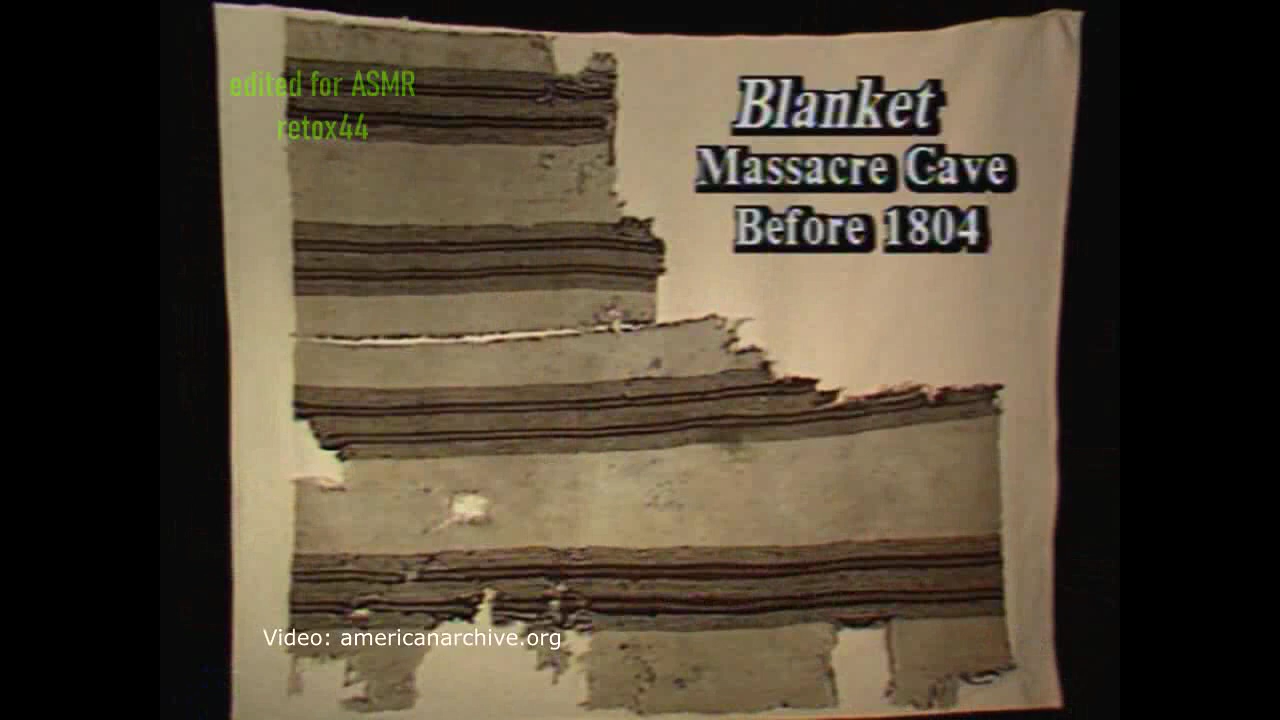 edited for ASMR
retox44
Blanket
Massacre Cave
Before 1804
Video: americanarchive.org